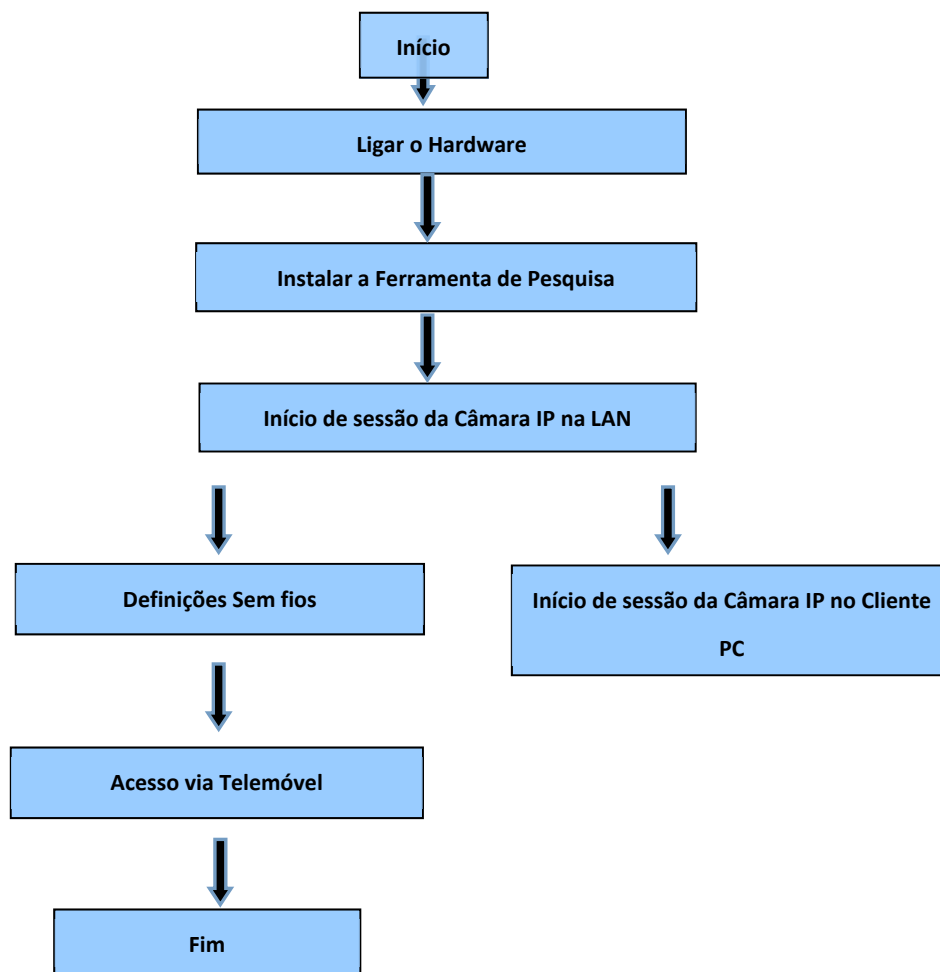 Início
Ligar o Hardware
Instalar a Ferramenta de Pesquisa
Início de sessão da Câmara IP na LAN
Definições Sem fios
Início de sessão da Câmara IP no Cliente
PC
Acesso via Telemóvel
Fim